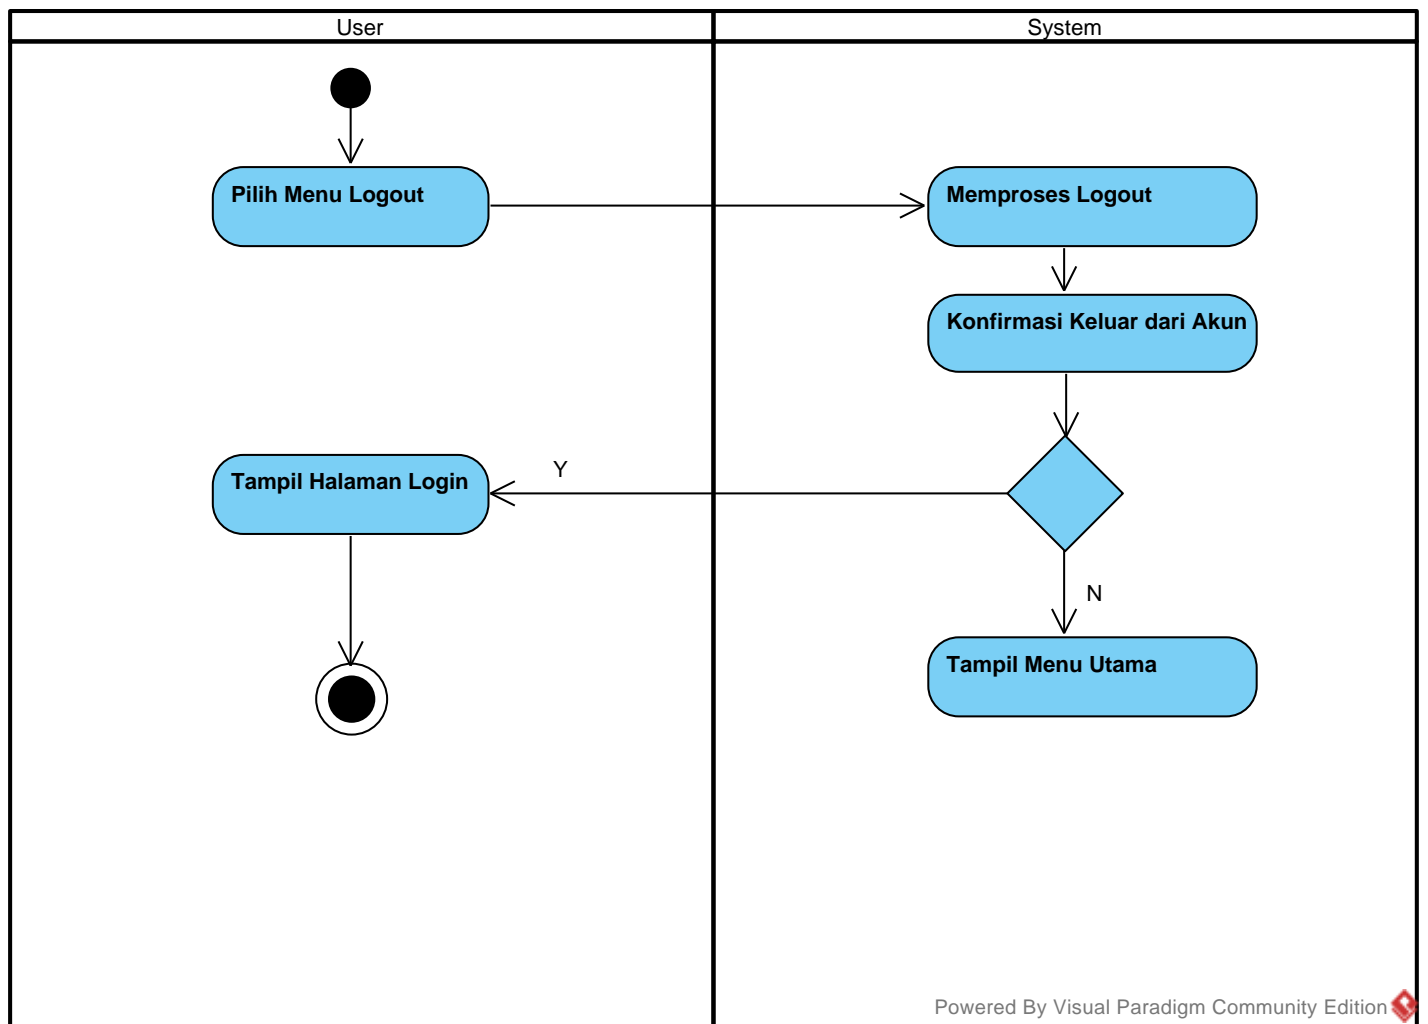 User
System
Pilih Menu Logout
Memproses Logout
Konfirmasi Keluar dari Akun
Tampil Halaman Login
Y
N
Tampil Menu Utama
Powered By Visual Paradigm Community Edition